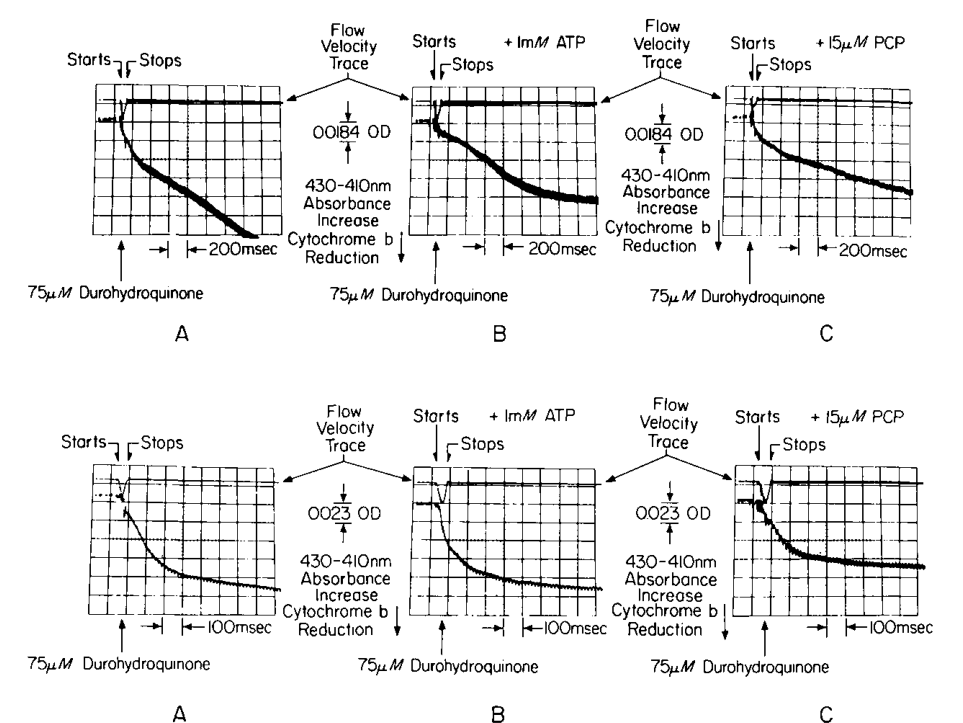 Starts Stops
Flow
Velocity
Trace
Starts + 1mM ATP
Stops
Flow
Velocity
Trace
Starts + 15μM PCP
Stops
0.0184 OD
430-410nm
Absorbance
Increase
Cytochrome b
Reduction
0.0184 OD
430-410nm
Absorbance
Increase
Cytochrome b
Reduction
200msec
200msec
200msec
75μM Durohydroquinone
75μM Durohydroquinone
75μM Durohydroquinone
A
B
C
Starts Stops
Flow
Velocity
Trace
Starts + 1mM ATP
Stops
Flow
Velocity
Trace
Starts + 15μM PCP
Stops
0.023 OD
430-410nm
Absorbance
Increase
Cytochrome b
Reduction
0.023 OD
430-410nm
Absorbance
Increase
Cytochrome b
Reduction
100msec
100msec
100msec
75μM Durohydroquinone
75μM Durohydroquinone
75μM Durohydroquinone
A
B
C